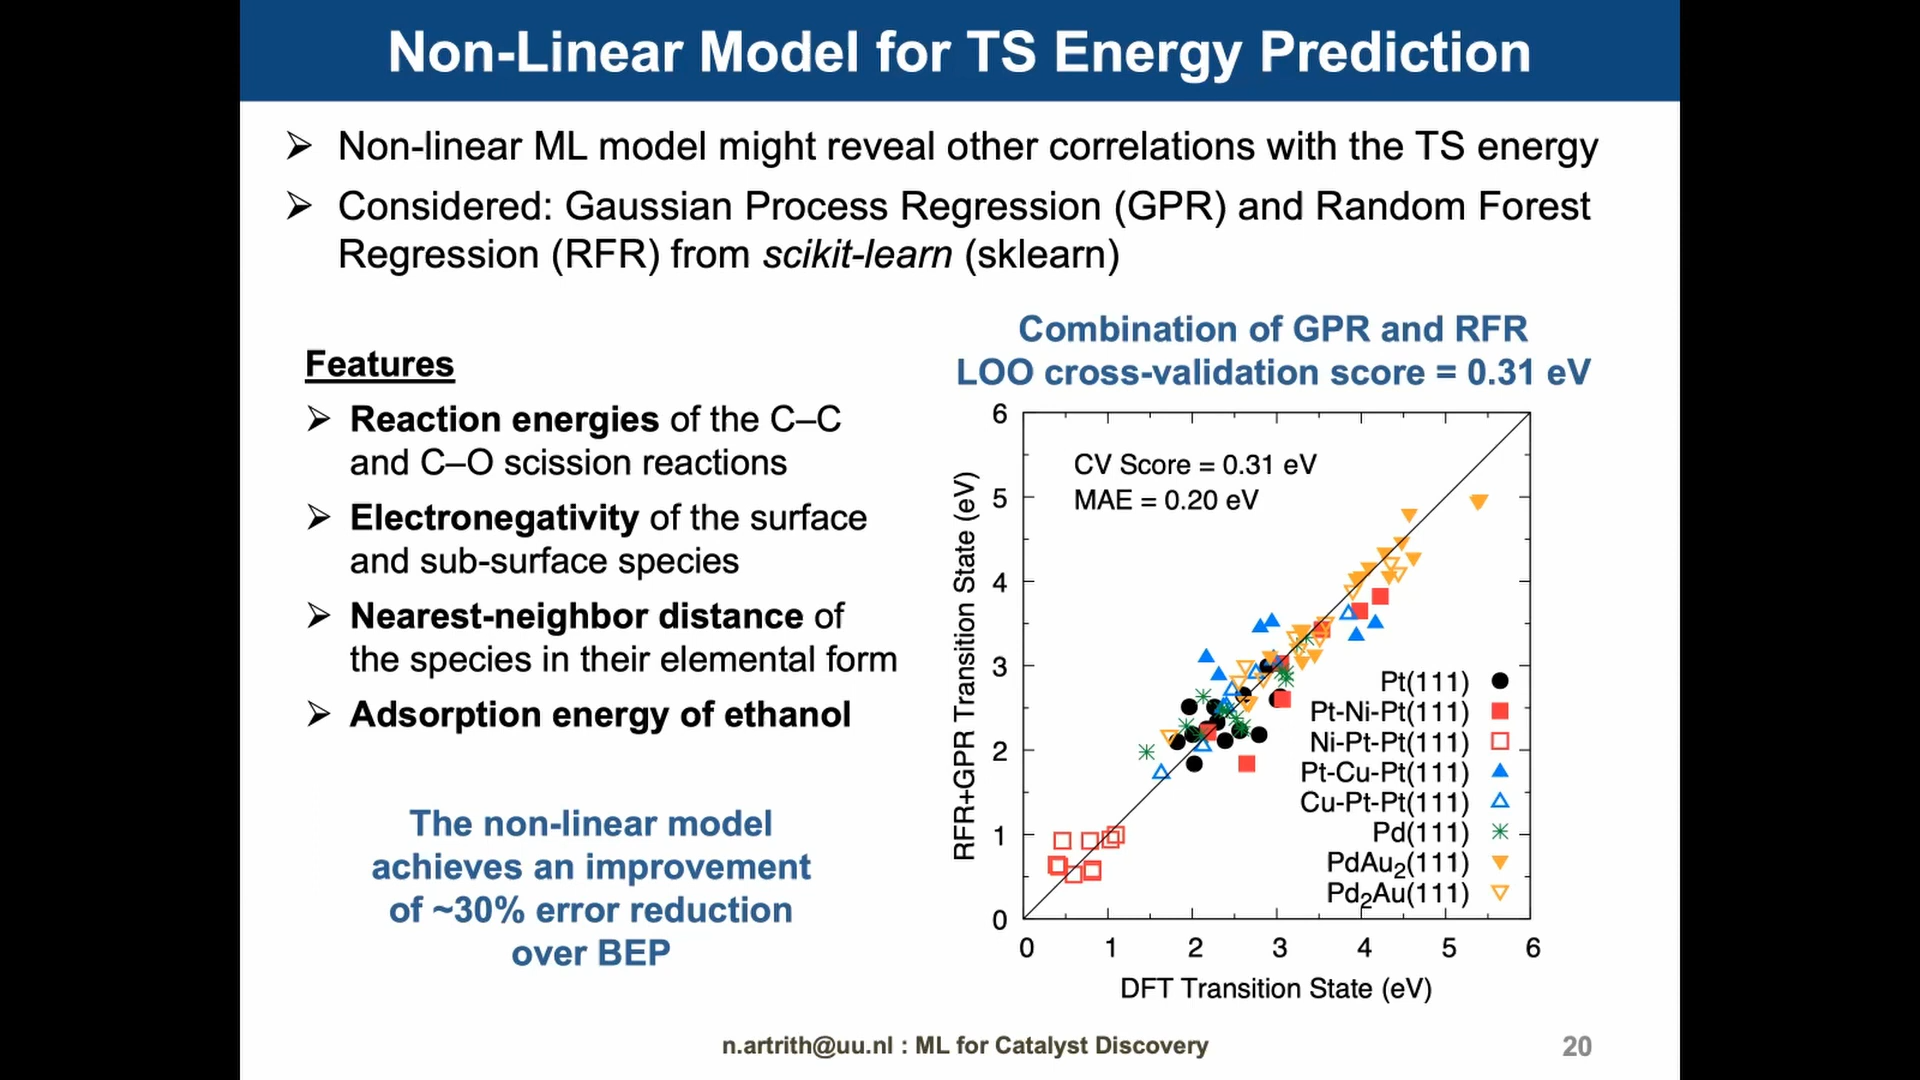 Non-Linear Model for TS Energy Prediction
Non-linear ML model might reveal other correlations with the TS energy
Considered: Gaussian Process Regression (GPR) and Random Forest
Regression (RFR) from scikit-learn (sklearn)
Features
Reaction energies of the C–C
and C–O scission reactions
Electronegativity of the surface
and sub-surface species
Nearest-neighbor distance of
the species in their elemental form
Adsorption energy of ethanol
The non-linear model
achieves an improvement
of ~30% error reduction
over BEP
Combination of GPR and RFR
LOO cross-validation score = 0.31 eV
CV Score = 0.31 eV
MAE = 0.20 eV
RFR+GPR Transition State (eV)
6
5
4
3
2
1
0
Pt(111)
Pt-Ni-Pt(111)
Ni-Pt-Pt(111)
Pt-Cu-Pt(111)
Cu-Pt-Pt(111)
Pd(111)
PdAu2(111)
Pd2Au(111)
0 1 2 3 4 5 6
DFT Transition State (eV)
n.artrith@uu.nl : ML for Catalyst Discovery
20